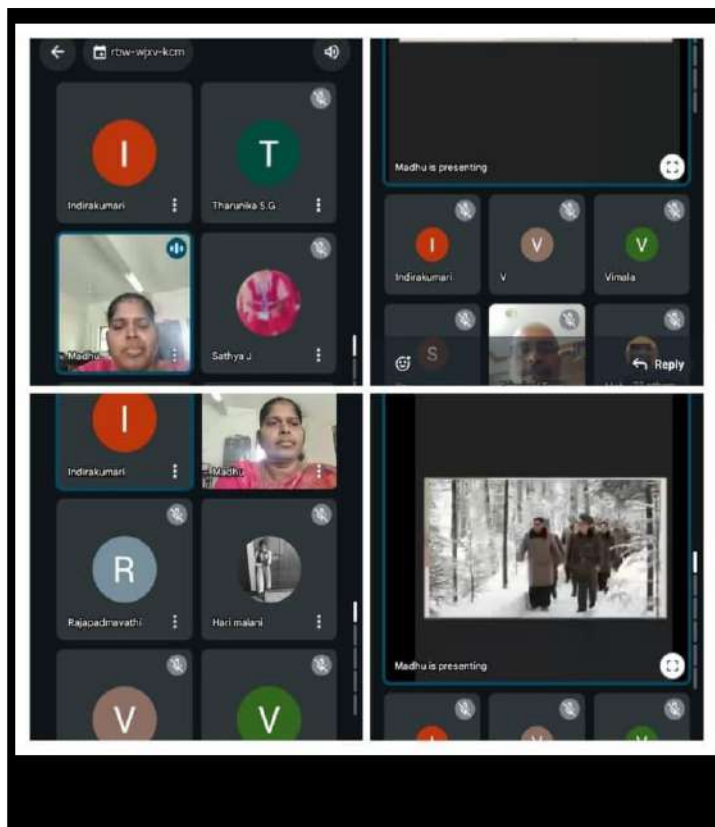 rbw-wjxv-kcm
I
T
Indirakumari
Tharunika S.G
Madhu
Sathya J
Madhu is presenting
I
V
V
Indirakumari
V
Vimala
S
Reply
I
Indirakumari
Madhu
R
Rajapadmavathi
Hari malani
V
V
Madhu is presenting